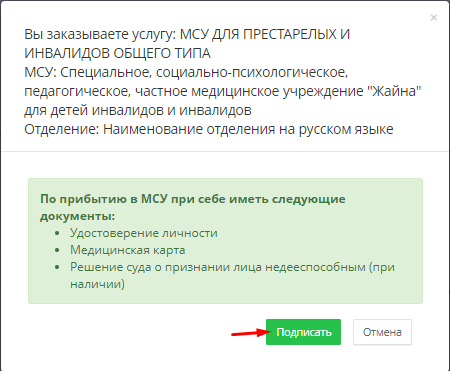 ×
Вы заказываете услугу: МСУ ДЛЯ ПРЕСТАРЕЛЫХ И
ИНВАЛИДОВ ОБЩЕГО ТИПА
МСУ: Специальное, социально-психологическое,
педагогическое, частное медицинское учреждение "Жайна"
для детей инвалидов и инвалидов
Отделение: Наименование отделения на русском языке
По прибытию в МСУ при себе иметь следующие
документы:
• Удостоверение личности
• Медицинская карта
• Решение суда о признании лица недееспособным (при
наличии)
Подписать
Отмена